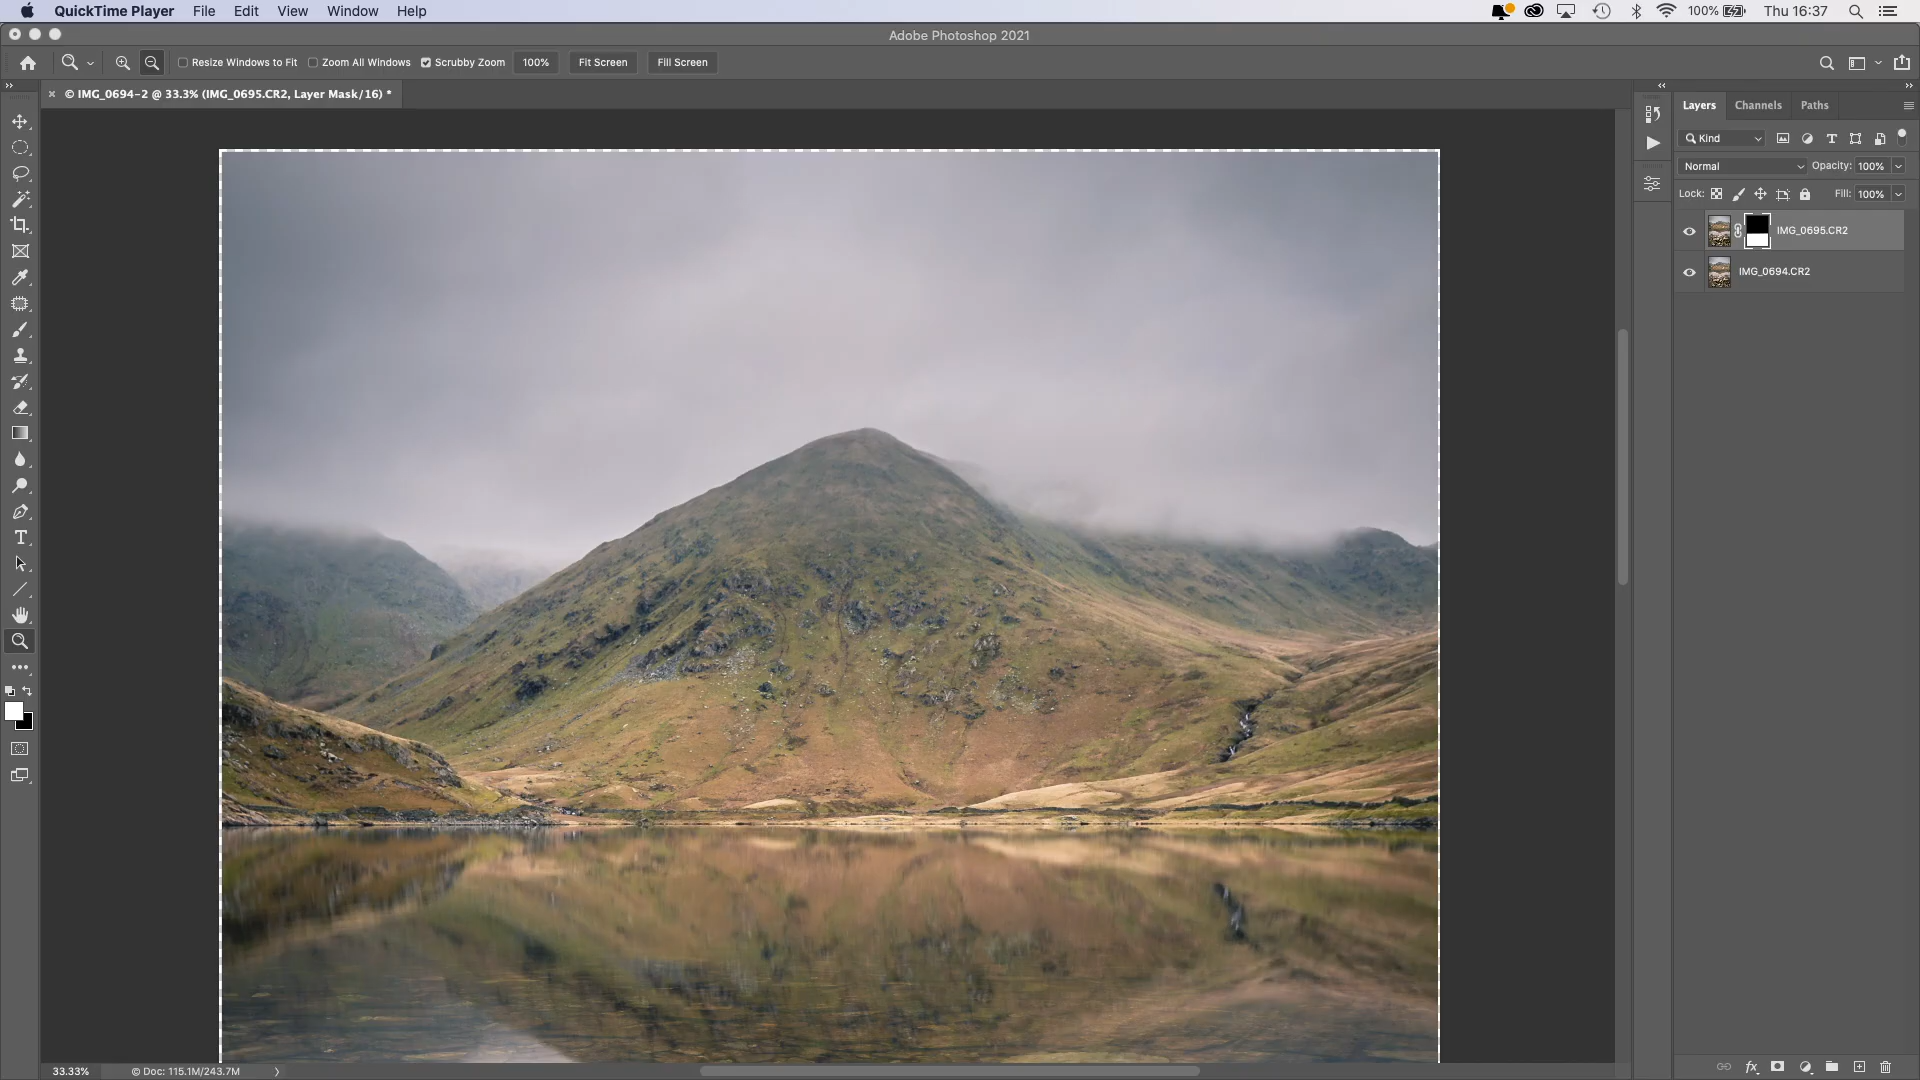 QuickTime Player File Edit View Window Help 100% Thu 16:37
Adobe Photoshop 2021
Resize Windows to Fit Zoom All Windows Scrubby Zoom 100% Fit Screen Fill Screen
© IMG_0694-2 @ 33.3% (IMG_0695.CR2, Layer Mask/16) *
Layers Channels Paths
Kind
Normal Opacity: 100%
Lock: Fill: 100%
IMG_0695.CR2
IMG_0694.CR2
33.33% © Doc: 115.1M/243.7M